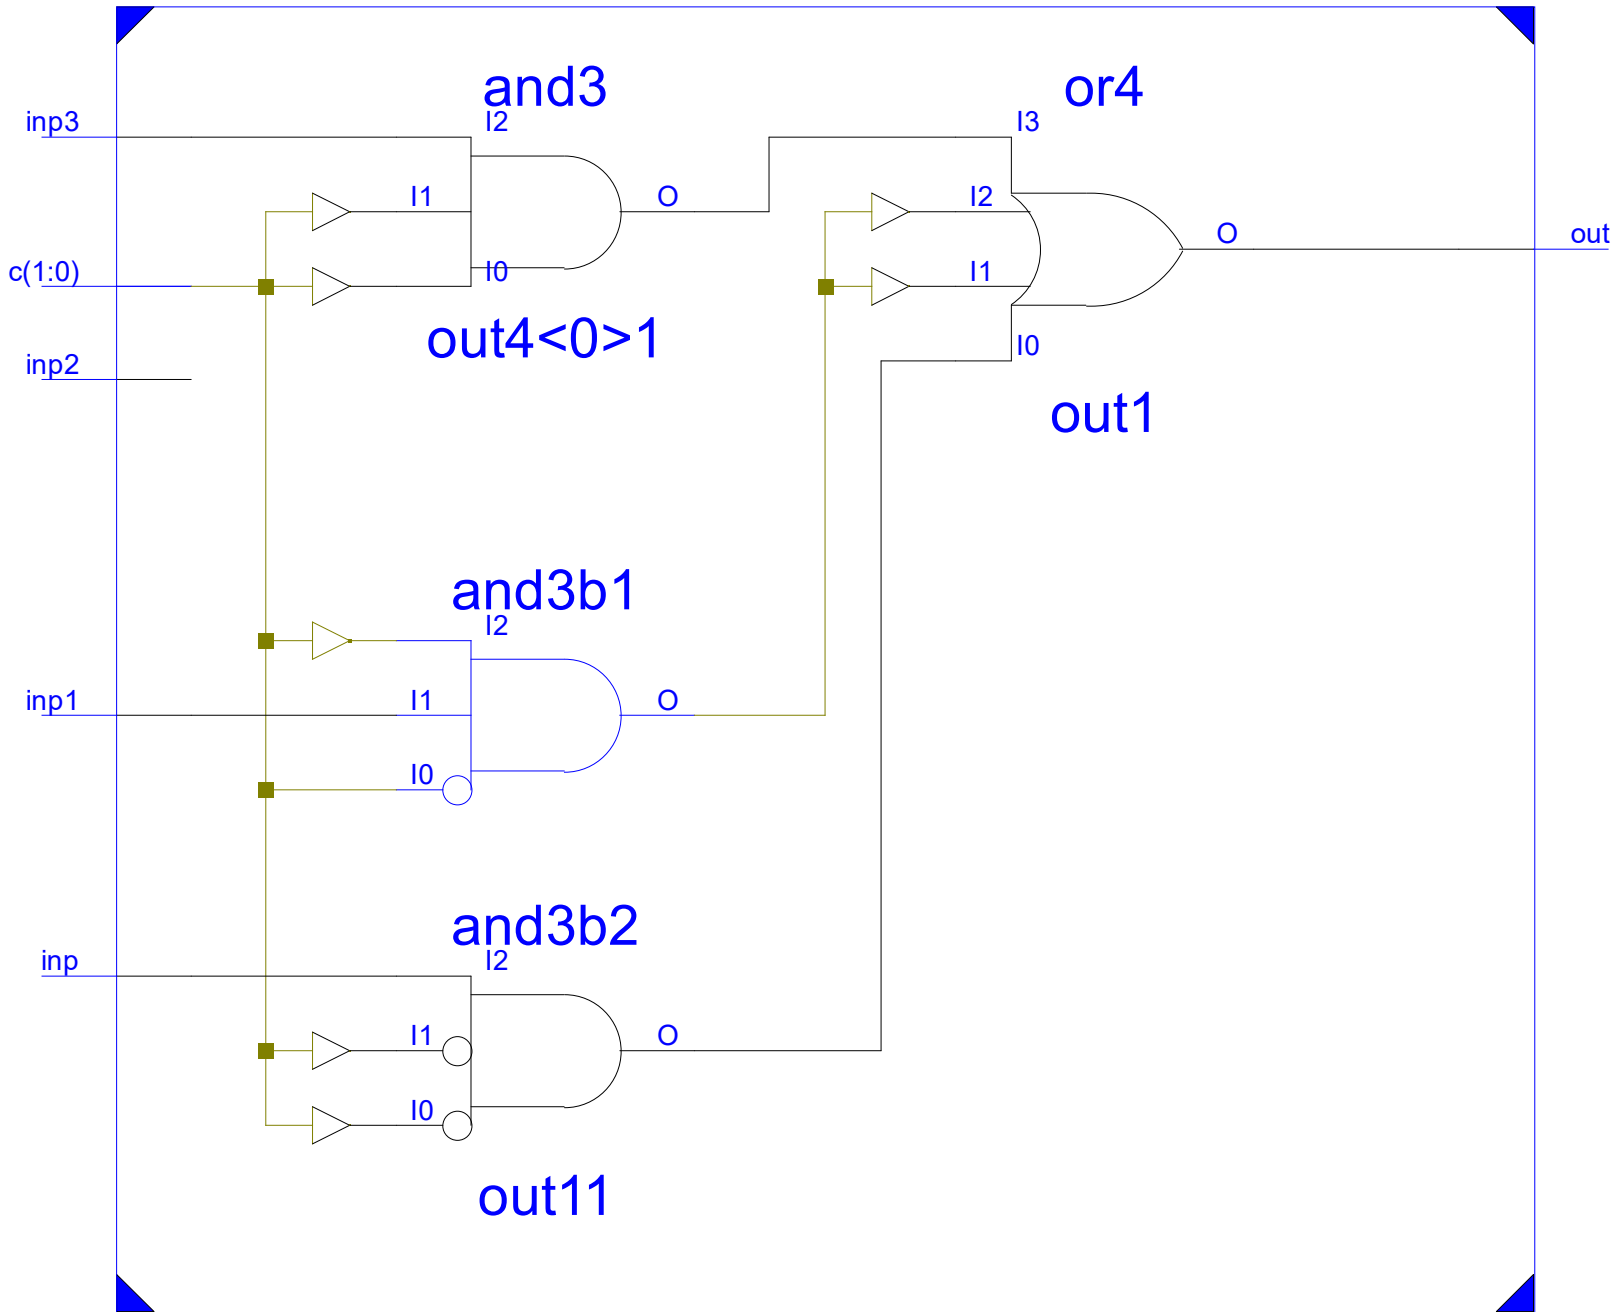 and3
or4
inp3
I2
I3
I1
O
I2
O
out
c(1:0)
I0
I1
out4<0>1
inp2
I0
out1
and3b1
I2
inp1
I1
O
I0
and3b2
inp
I2
I1
O
I0
out11